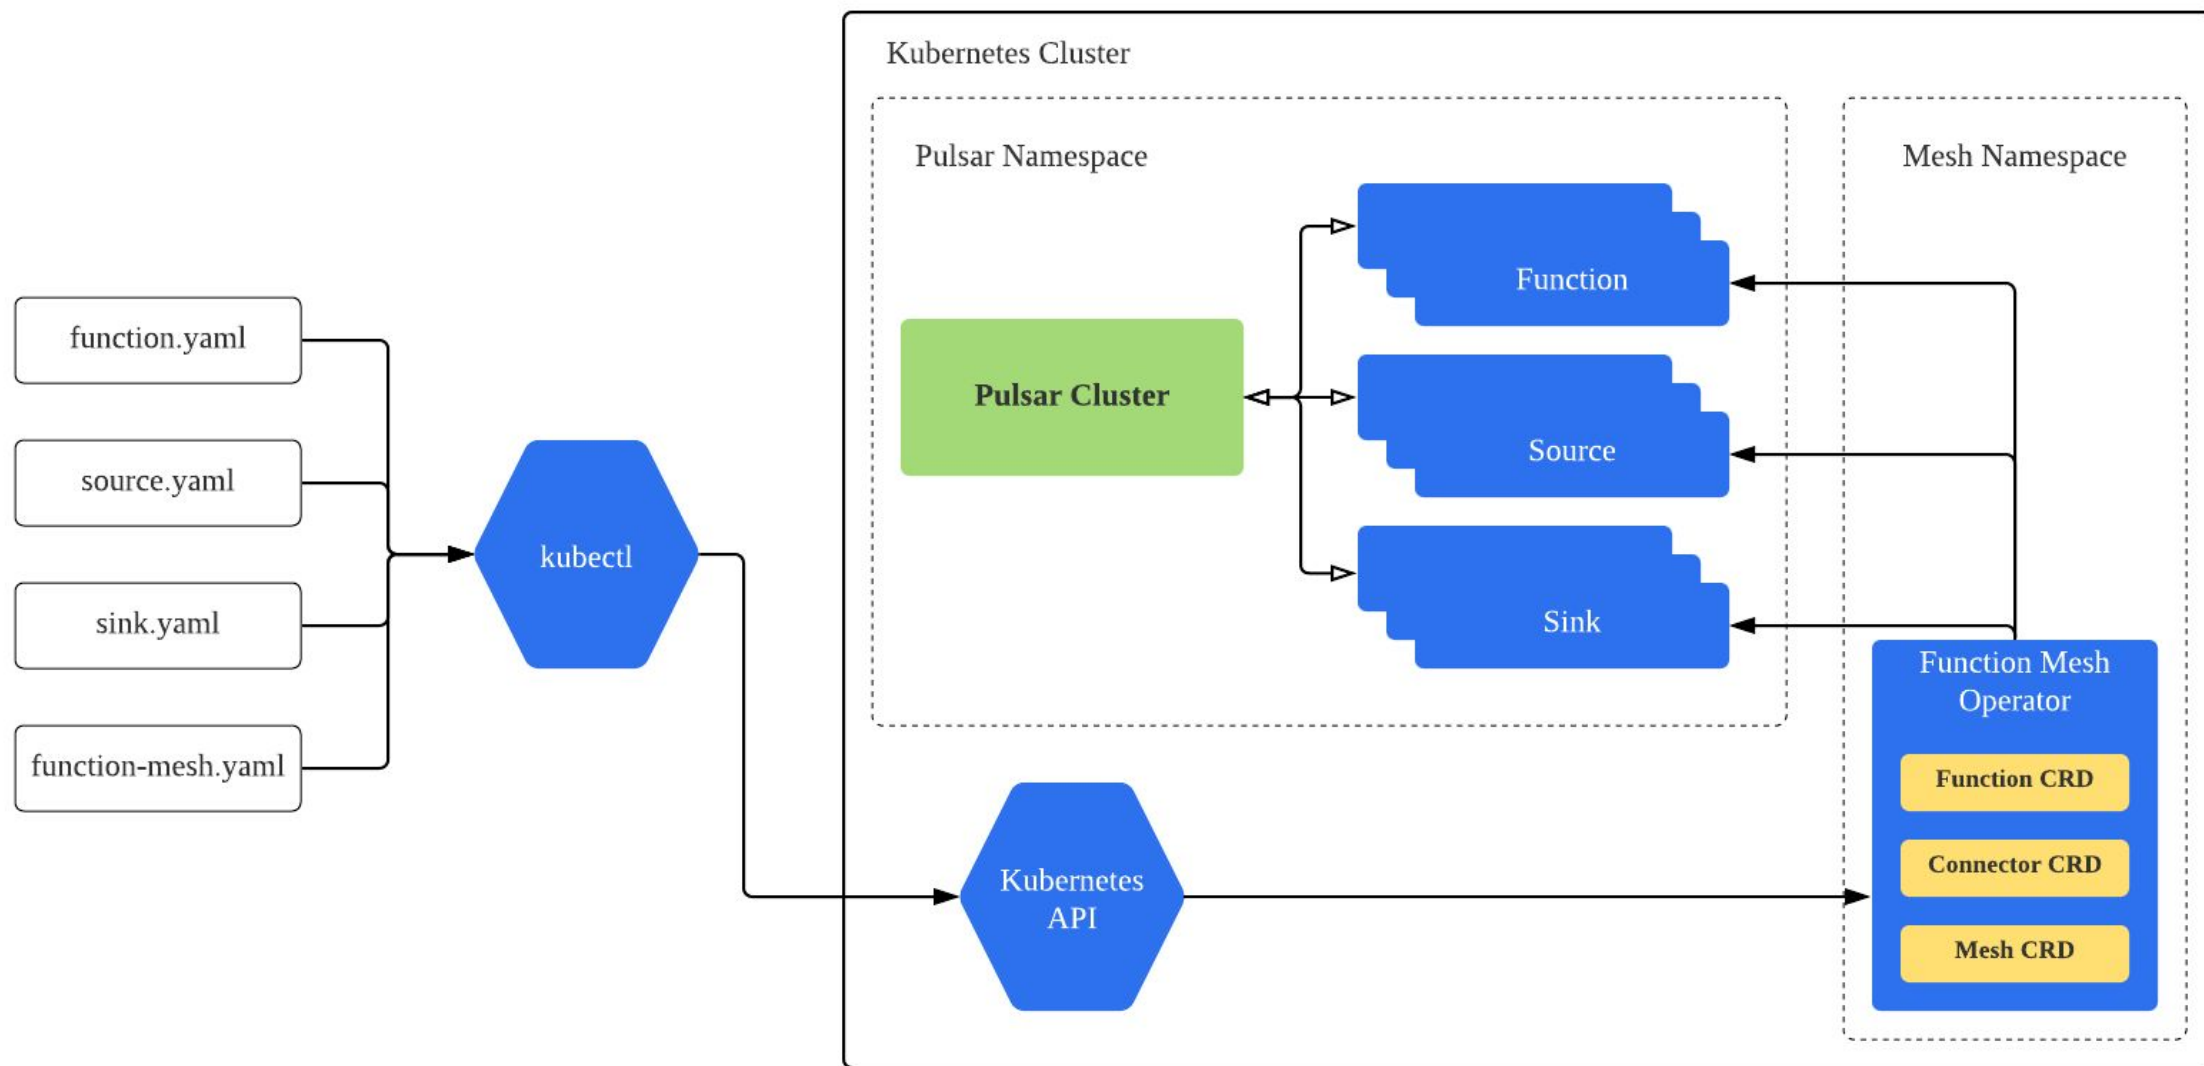 Kubernetes Cluster
Pulsar Namespace
Mesh Namespace
Function
function.yaml
Pulsar Cluster
Source
source.yaml
kubectl
sink.yaml
Sink
Function Mesh
Operator
function-mesh.yaml
Function CRD
Connector CRD
Kubernetes
API
Mesh CRD